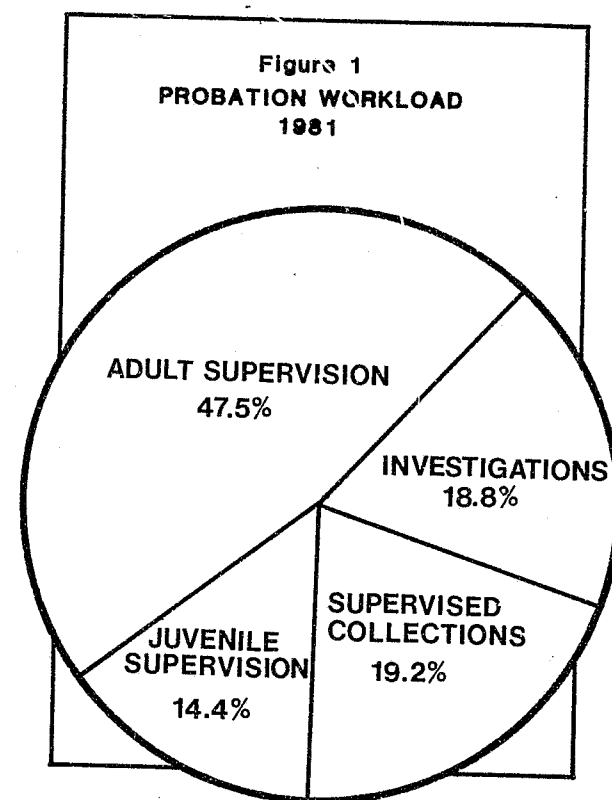 Figure 1
PROBATION WORKLOAD
1981
ADULT SUPERVISION
47.5%
INVESTIGATIONS
18.8%
SUPERVISED
COLLECTIONS
19.2%
JUVENILE
SUPERVISION
14.4%